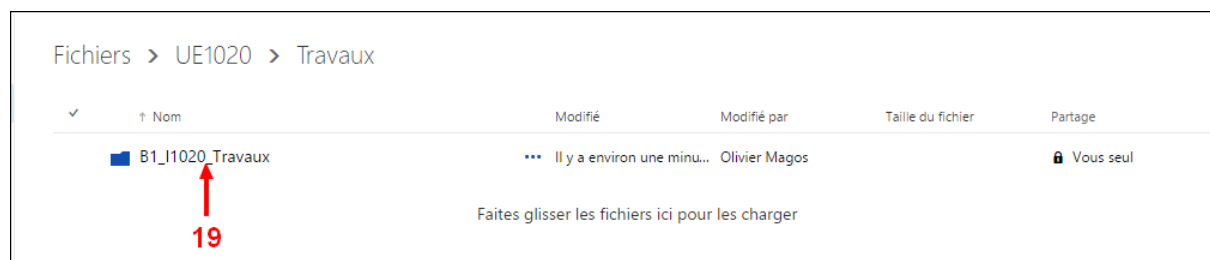 Fichiers > UE1020 > Travaux
✓ ↑ Nom Modifié Modifié par Taille du fichier Partage
B1_I1020_Travaux ••• Il y a environ une minu... Olivier Magos Vous seul
Faites glisser les fichiers ici pour les charger
19